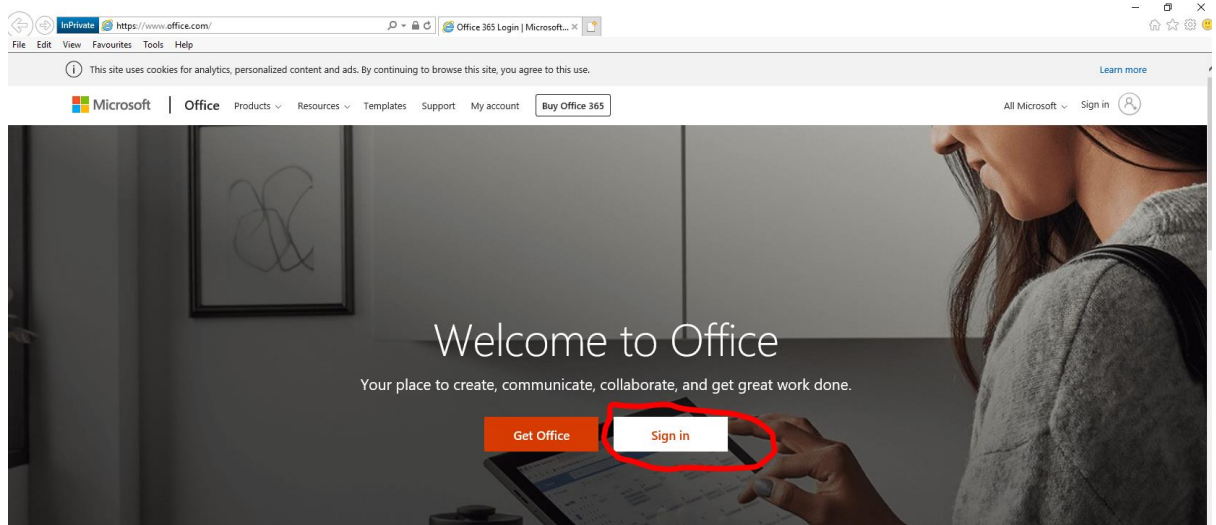 InPrivate https://www.office.com/ Office 365 Login | Microsoft...
File Edit View Favourites Tools Help
i This site uses cookies for analytics, personalized content and ads. By continuing to browse this site, you agree to this use. Learn more
Microsoft Office Products Resources Templates Support My account Buy Office 365 All Microsoft Sign in
Welcome to Office
Your place to create, communicate, collaborate, and get great work done.
Get Office Sign in